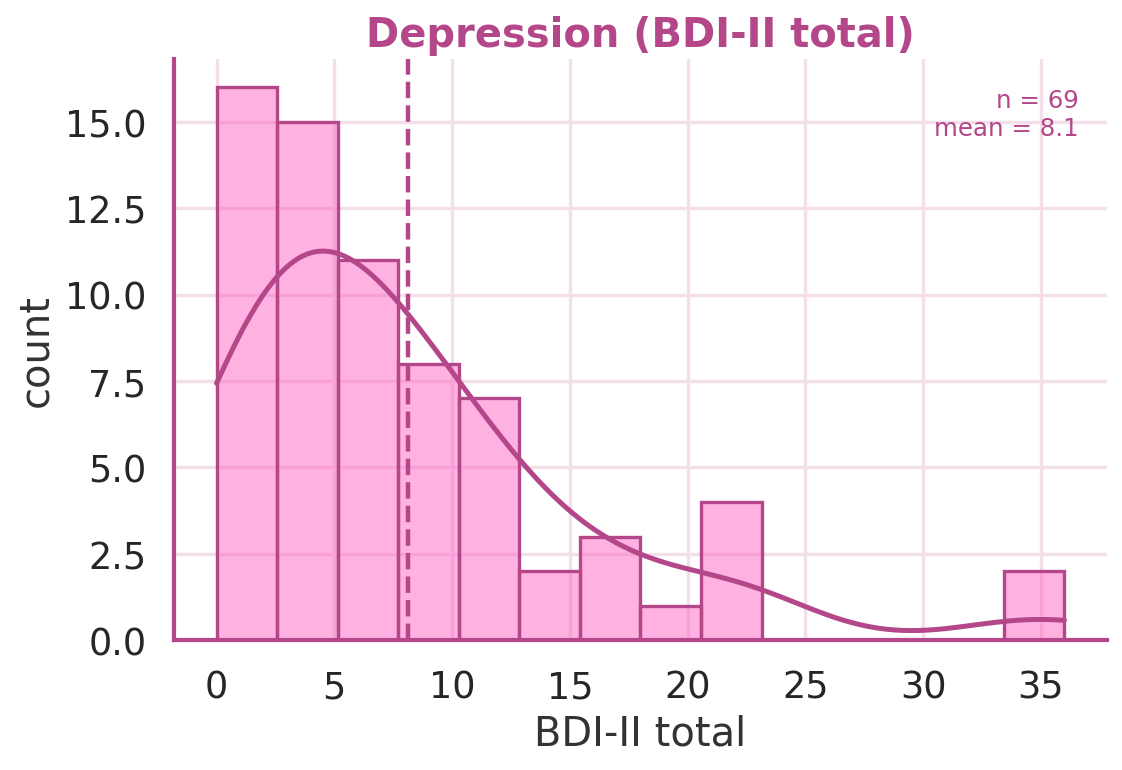 Depression (BDI-II total)
n = 69
mean = 8.1
count
15.0
12.5
10.0
7.5
5.0
2.5
0.0
0 5 10 15 20 25 30 35
BDI-II total